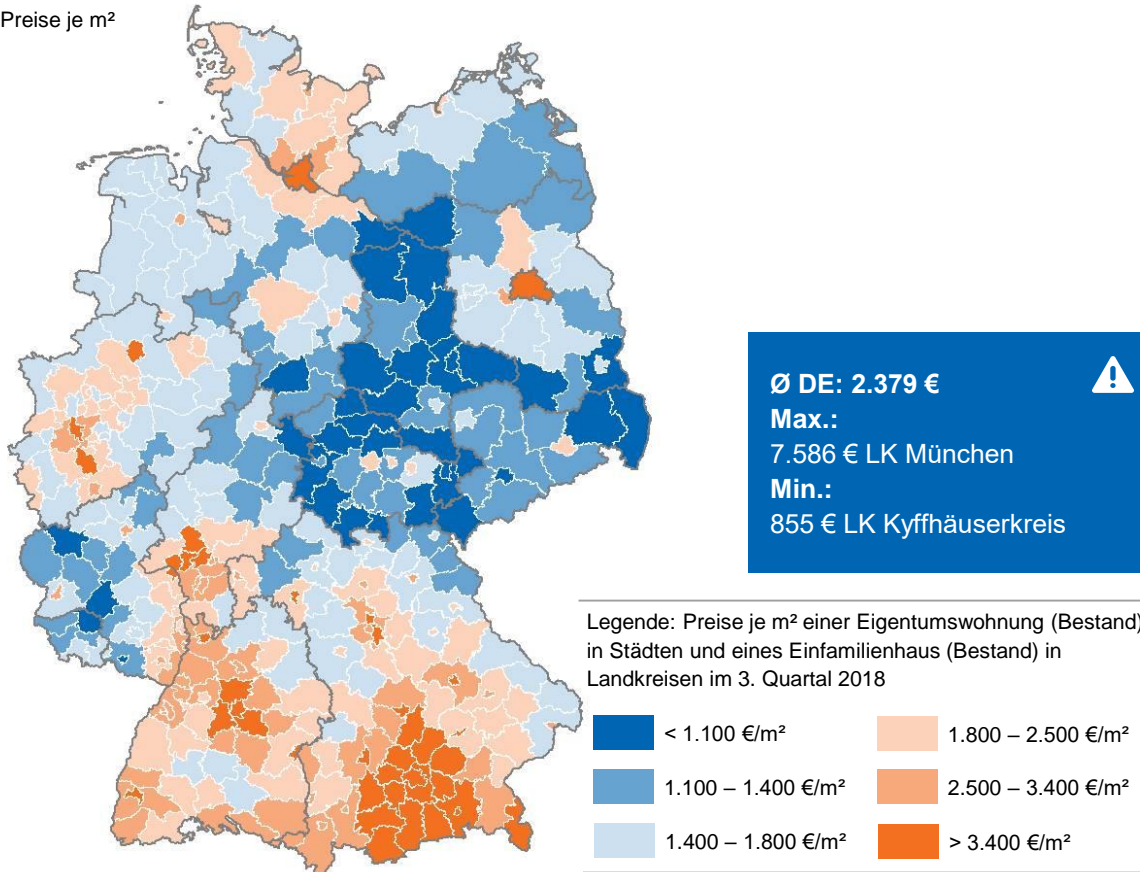 Preise je m²
Ø DE: 2.379 €
Max.:
7.586 € LK München
Min.:
855 € LK Kyffhäuserkreis
Legende: Preise je m² einer Eigentumswohnung (Bestand)
in Städten und eines Einfamilienhaus (Bestand) in
Landkreisen im 3. Quartal 2018
< 1.100 €/m²
1.800 – 2.500 €/m²
1.100 – 1.400 €/m²
2.500 – 3.400 €/m²
1.400 – 1.800 €/m²
> 3.400 €/m²